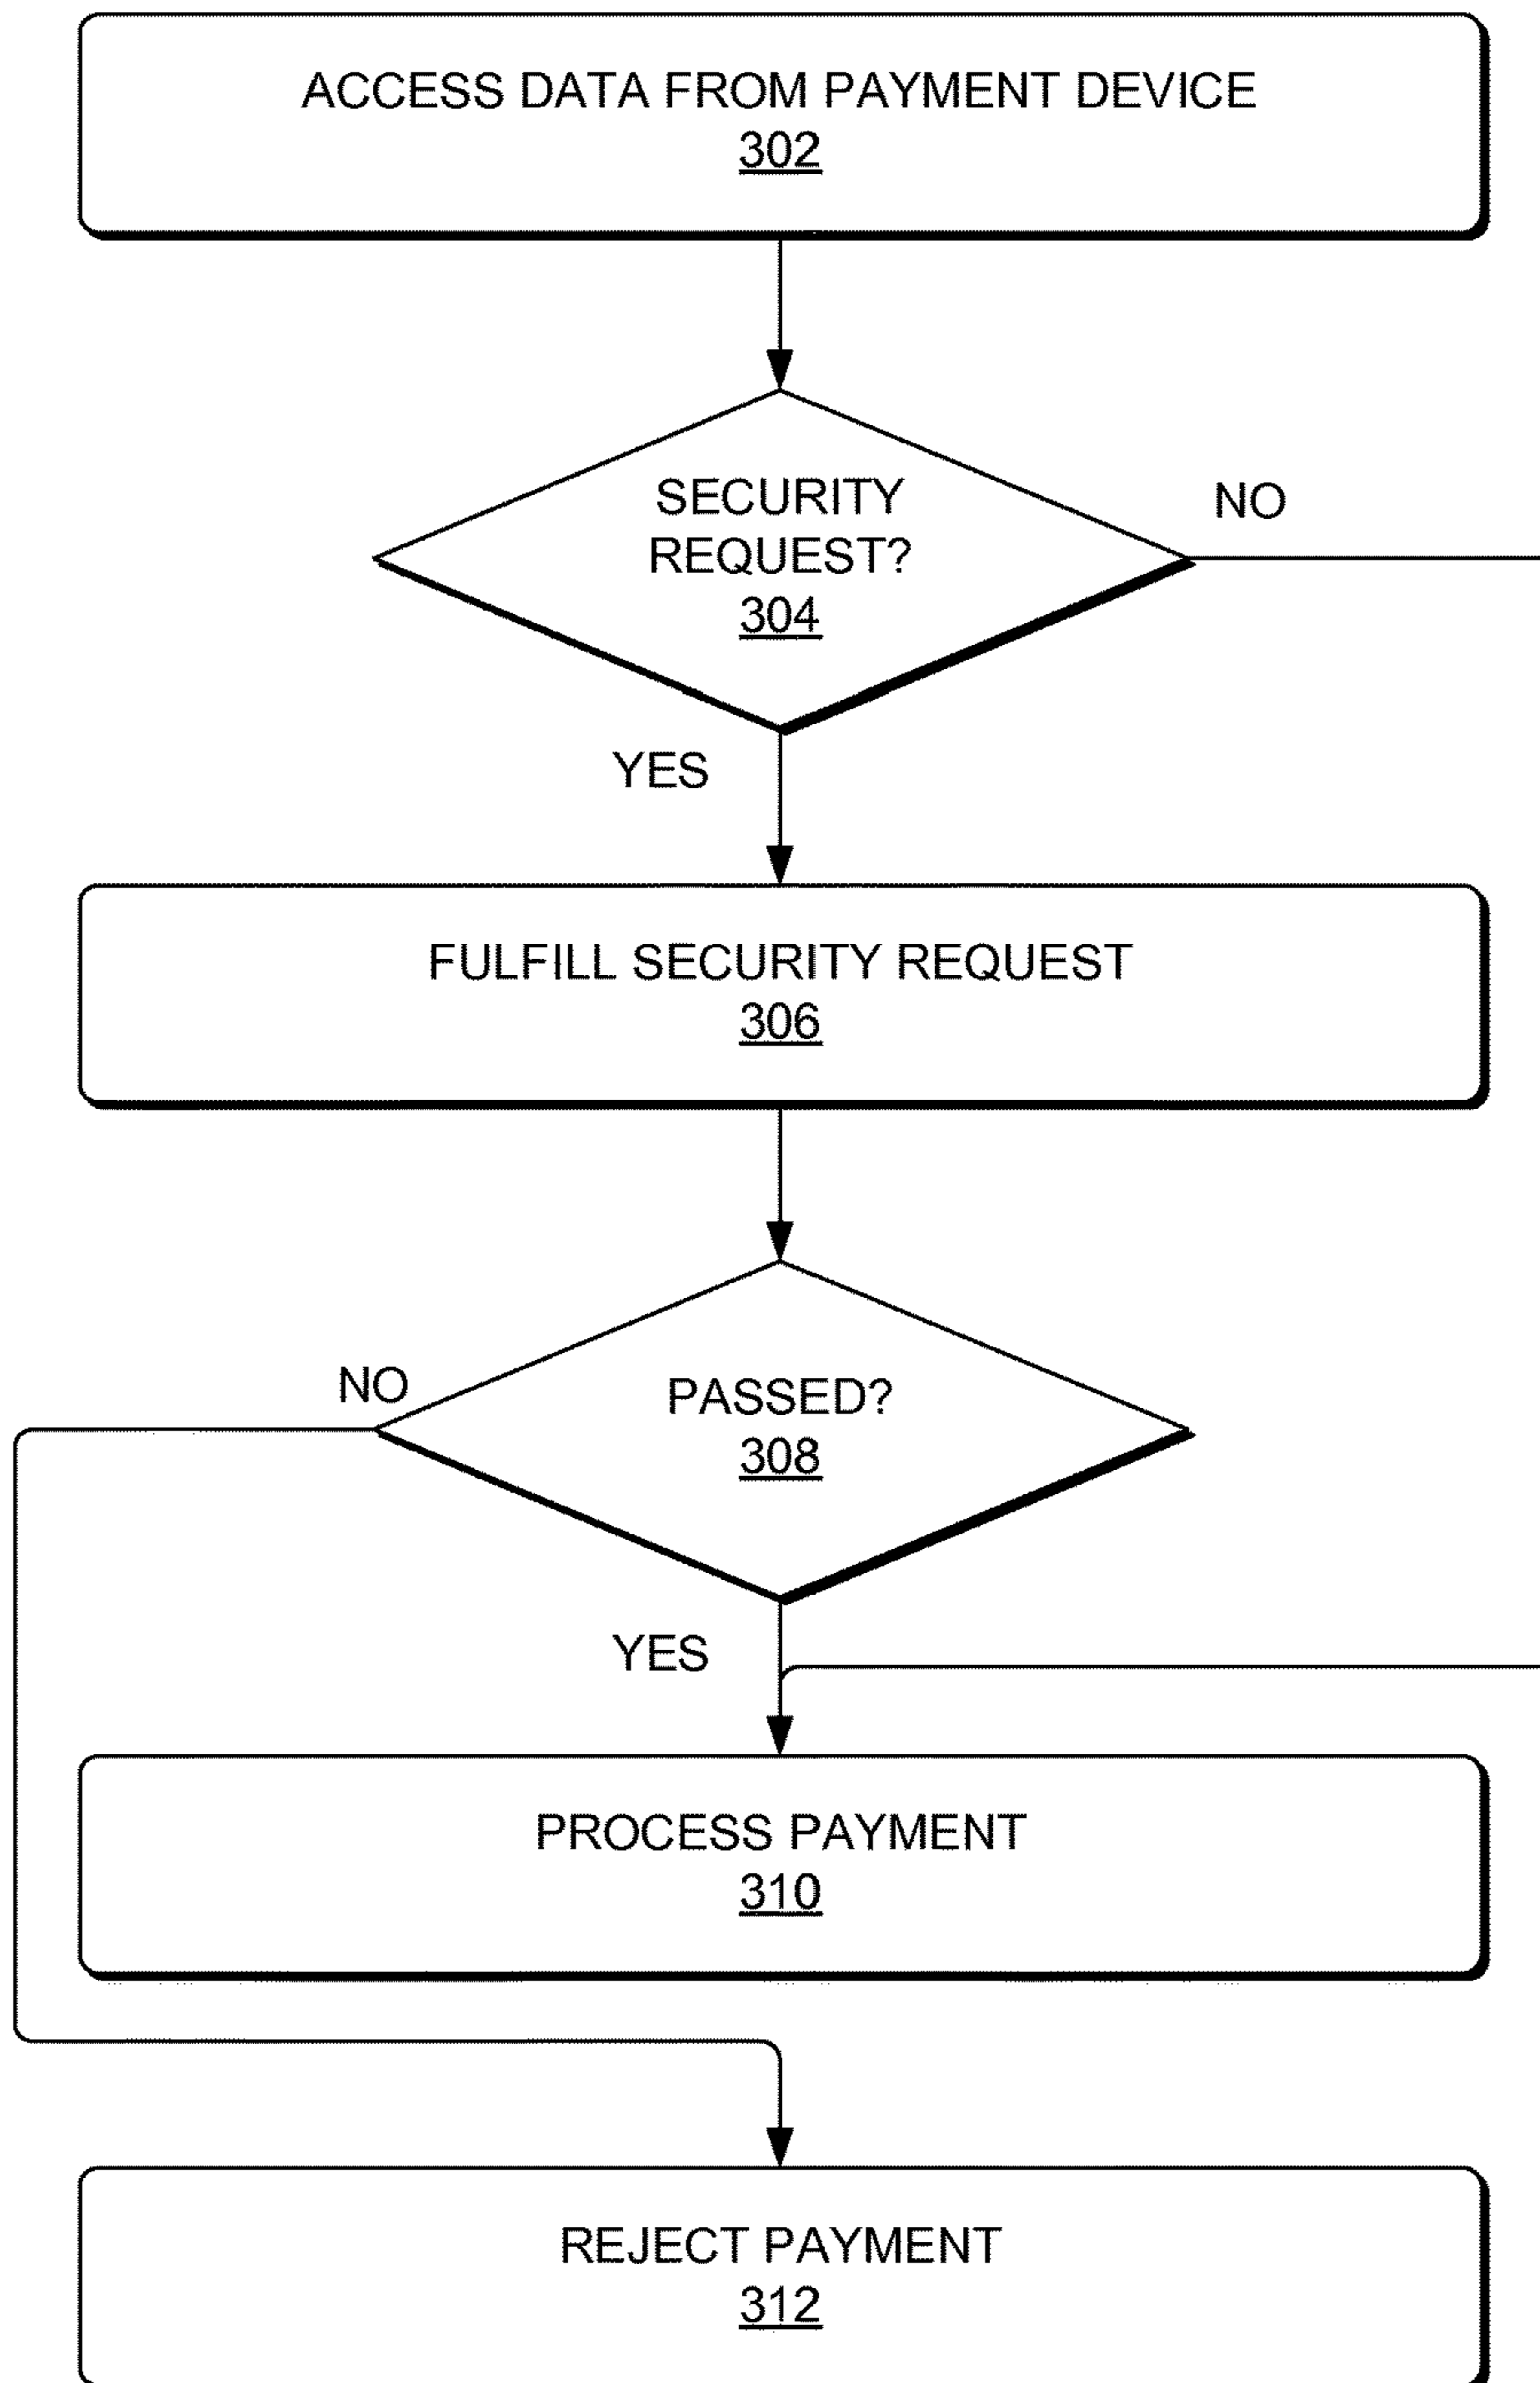 ACCESS DATA FROM PAYMENT DEVICE
302
SECURITY
REQUEST?
304
NO
YES
FULFILL SECURITY REQUEST
306
NO
PASSED?
308
YES
PROCESS PAYMENT
310
REJECT PAYMENT
312